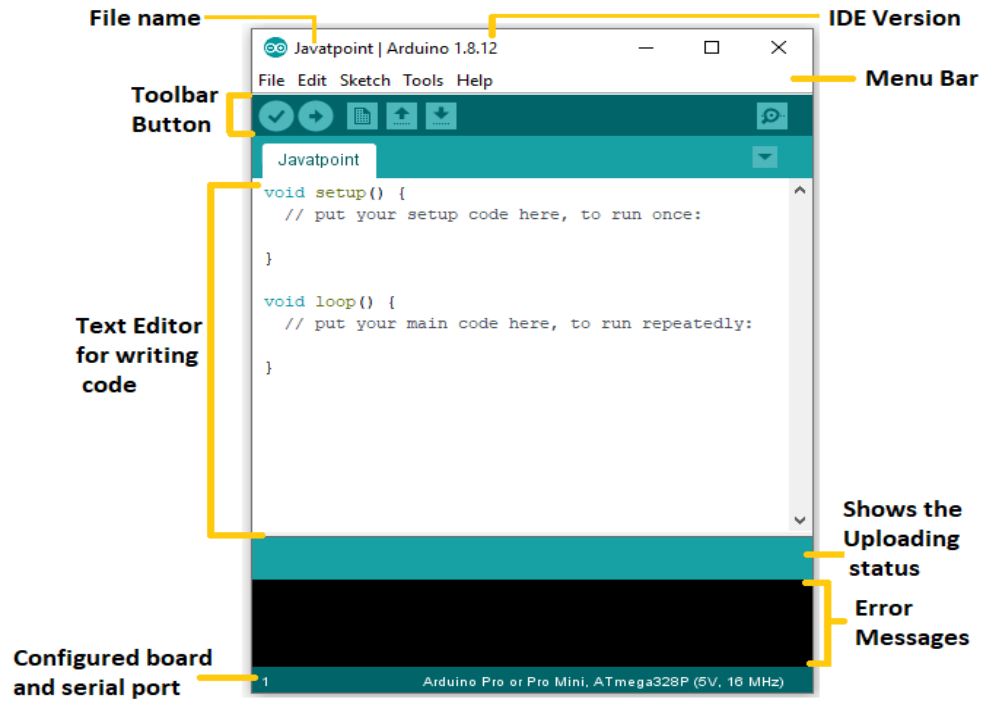 File name
IDE Version
Javatpoint | Arduino 1.8.12
File Edit Sketch Tools Help
Menu Bar
Toolbar
Button
Javatpoint
void setup() {
// put your setup code here, to run once:
}
void loop() {
// put your main code here, to run repeatedly:
}
Text Editor
for writing
code
Shows the
Uploading
status
Error
Messages
Configured board
and serial port
1
Arduino Pro or Pro Mini, ATmega328P (5V, 16 MHz)